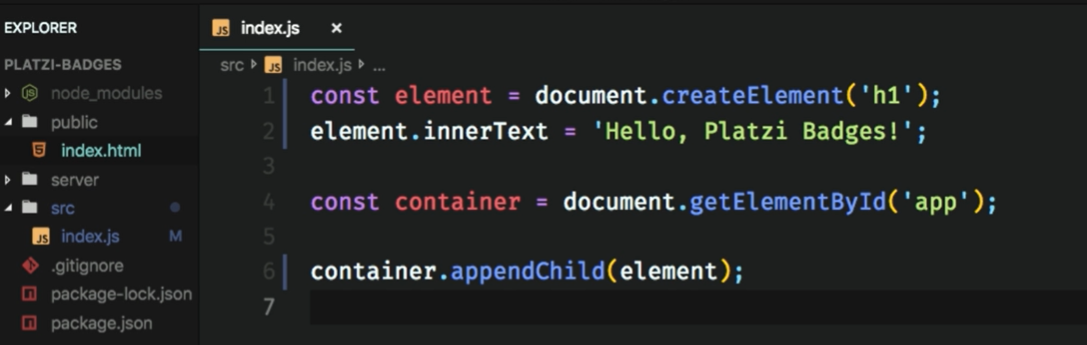 EXPLORER
PLATZI-BADGES
node_modules
public
index.html
server
src
index.js M
.gitignore
package-lock.json
package.json
JS index.js ×
src JS index.js ...
1 const element = document.createElement('h1');
2 element.innerText = 'Hello, Platzi Badges!';
3
4 const container = document.getElementById('app');
5
6 container.appendChild(element);
7